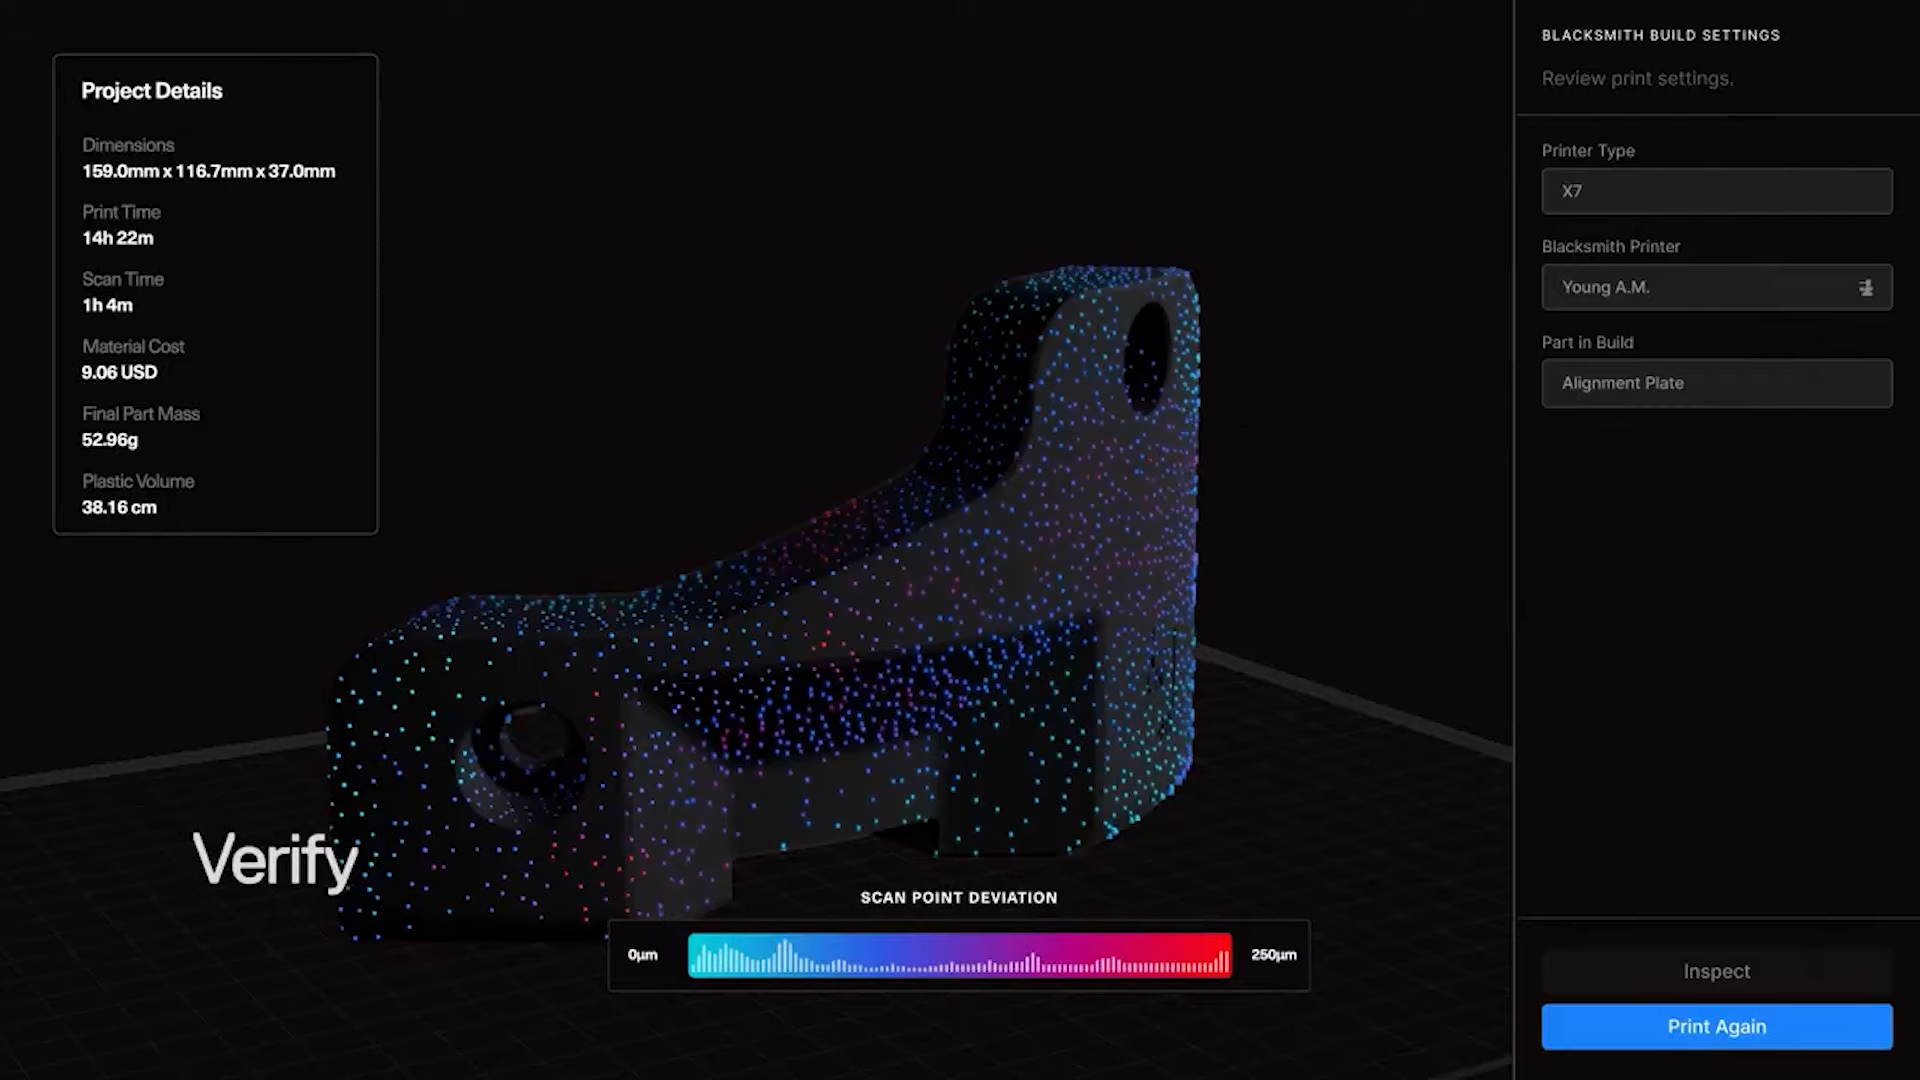 Project Details
Dimensions
159.0mm x 116.7mm x 37.0mm
Print Time
14h 22m
Scan Time
1h 4m
Material Cost
9.06 USD
Final Part Mass
52.96g
Plastic Volume
38.16 cm
Verify
SCAN POINT DEVIATION
0μm
250μm
BLACKSMITH BUILD SETTINGS
Review print settings.
Printer Type
X7
Blacksmith Printer
Young A.M.
Part in Build
Alignment Plate
Inspect
Print Again